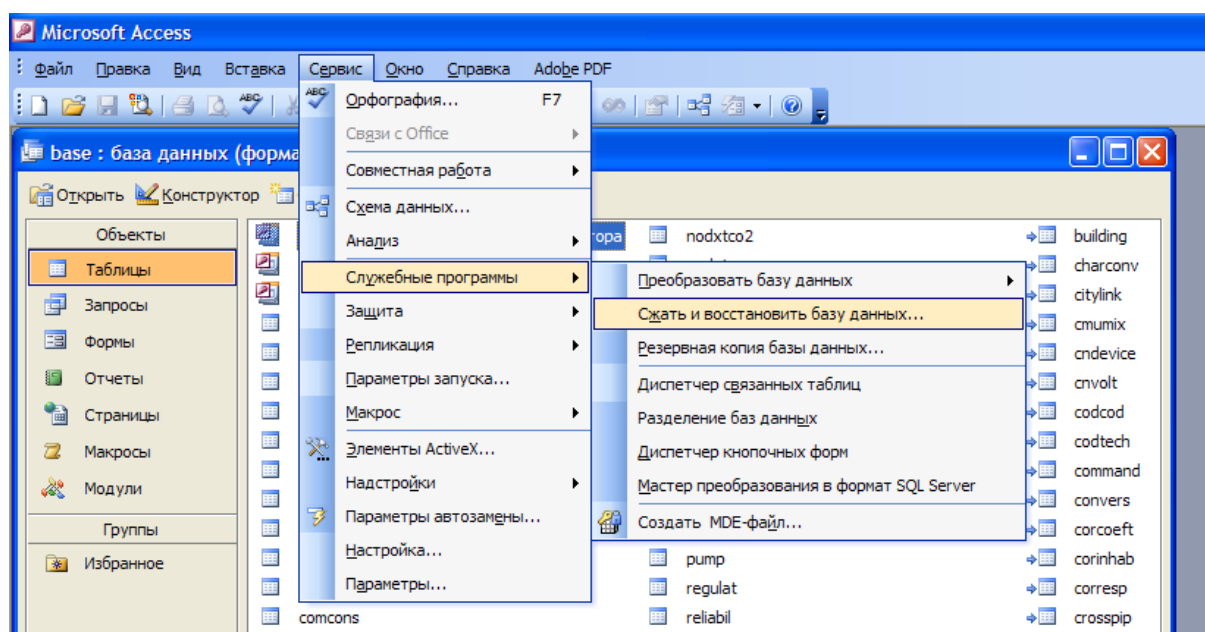 Microsoft Access
Файл Правка Вид Вставка Сервис Окно Справка Adobe PDF
base : база данных (форма
Открыть Конструктор
Объекты
Таблицы
Запросы
Формы
Отчеты
Страницы
Макросы
Модули
Группы
Избранное
Орфография... F7
Связи с Office
Совместная работа
Схема данных...
Анализ
Служебные программы
Защита
Репликация
Параметры запуска...
Макрос
Элементы ActiveX...
Надстройки
Параметры автозамены...
Настройка...
Параметры...
comcons
Преобразовать базу данных
Сжать и восстановить базу данных...
Резервная копия базы данных...
Диспетчер связанных таблиц
Разделение баз данных
Диспетчер кнопочных форм
Мастер преобразования в формат SQL Server
Создать MDE-файл...
тора
nodxtco2
pump
regulat
reliabil
building
charconv
citylink
cmumix
cndevice
cnvolt
codcod
codtech
command
convers
corcoeft
corinhab
corresp
crosspip